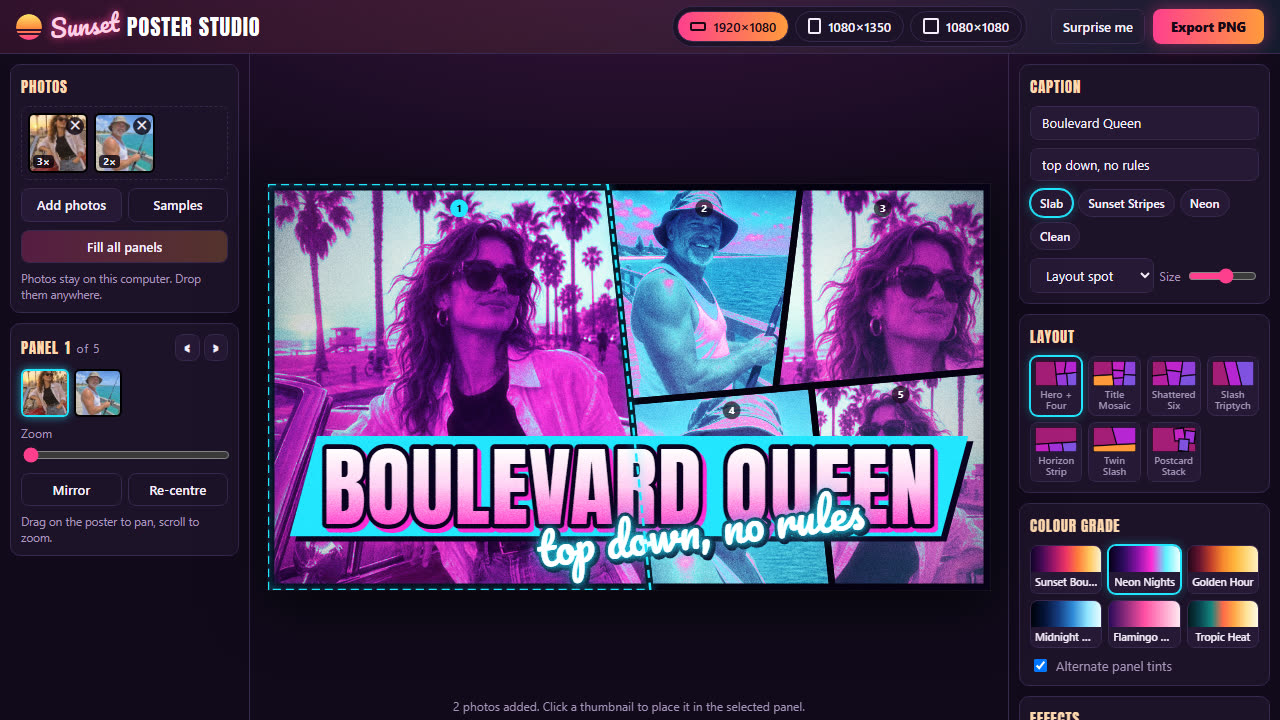 Sunset POSTER STUDIO
1920×1080
1080×1350
1080×1080
Surprise me
Export PNG
PHOTOS
3×
2×
Add photos
Samples
Fill all panels
Photos stay on this computer. Drop
them anywhere.
PANEL 1 of 5
Zoom
Mirror
Re-centre
Drag on the poster to pan, scroll to
zoom.
1
2
3
4
5
BOULEVARD QUEEN
top down, no rules
2 photos added. Click a thumbnail to place it in the selected panel.
CAPTION
Boulevard Queen
top down, no rules
Slab
Sunset Stripes
Neon
Clean
Layout spot
Size
LAYOUT
Hero +
Four
Title
Mosaic
Shattered
Six
Slash
Triptych
Horizon
Strip
Twin
Slash
Postcard
Stack
COLOUR GRADE
Sunset Bou...
Neon Nights
Golden Hour
Midnight ...
Flamingo ...
Tropic Heat
Alternate panel tints
EFFECTS